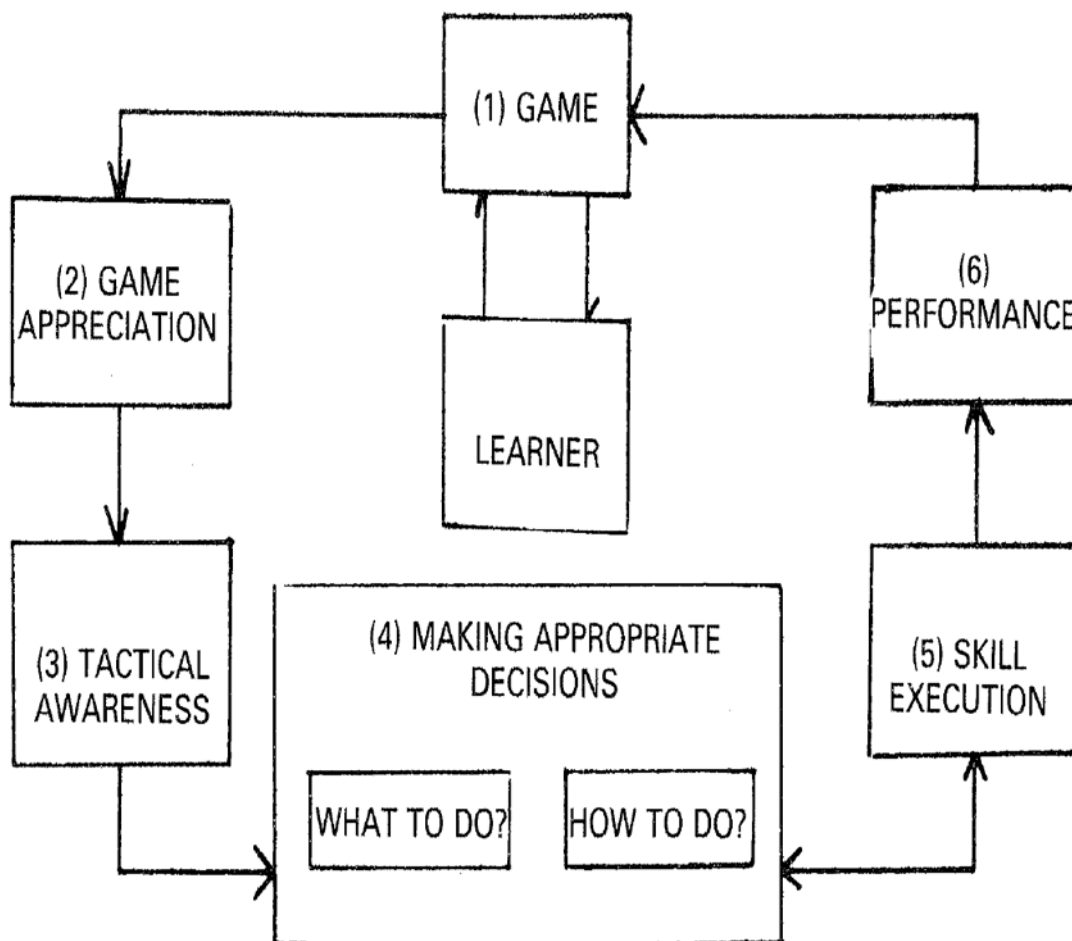 (1) GAME
(2) GAME
APPRECIATION
(6)
PERFORMANCE
LEARNER
(3) TACTICAL
AWARENESS
(4) MAKING APPROPRIATE
DECISIONS
WHAT TO DO?
HOW TO DO?
(5) SKILL
EXECUTION